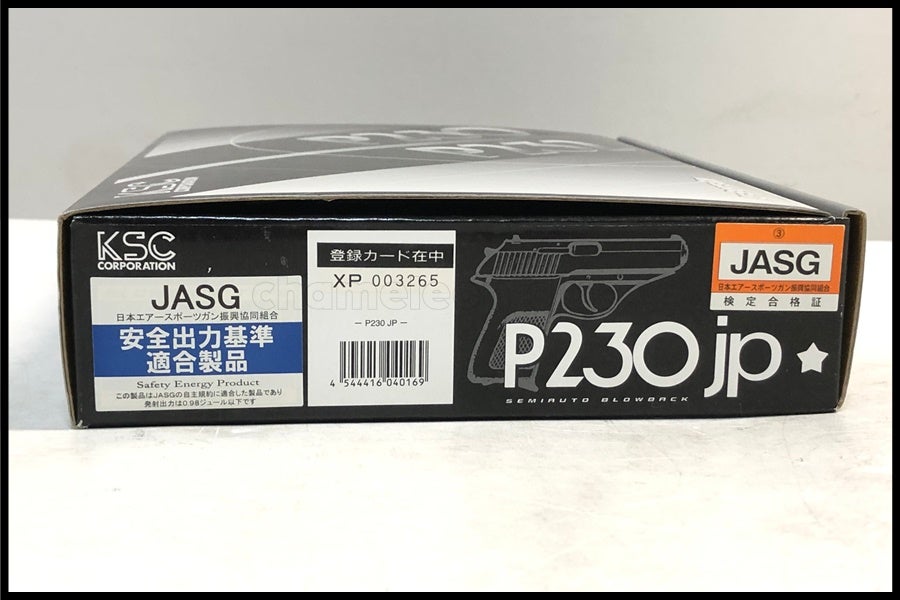 KSC
CORPORATION
JASG
日本エアースポーツガン振興協同組合
安全出力基準
適合製品
Safety Energy Product
この製品はJASGの自主規約に適合した製品であり
発射出力は0.98ジュール以下です
登録カード在中
XP 003265
— P230 JP —
4 544416 040169
P230 jp
SEMIAUTO BLOWBACK
③
JASG
日本エアースポーツガン振興協同組合
検定合格証